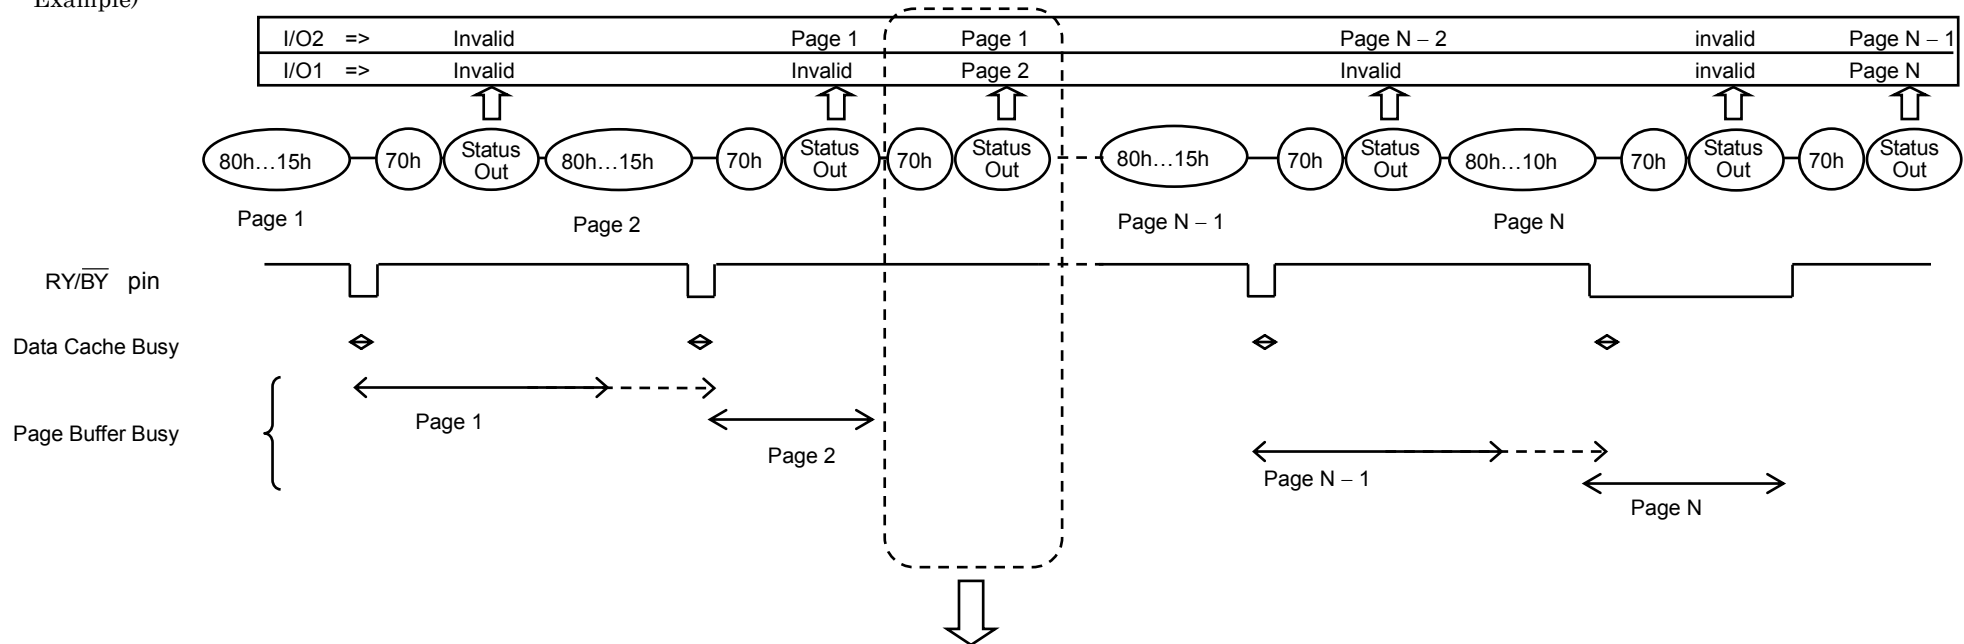 Example)
I/O2 => Invalid Page 1 Page 1 Page N – 2 invalid Page N – 1
I/O1 => Invalid Invalid Page 2 Invalid invalid Page N
80h…15h 70h Status Out 80h…15h 70h Status Out 70h Status Out 80h…15h 70h Status Out 80h…10h 70h Status Out 70h Status Out
Page 1 Page 2 Page N – 1 Page N
RY/BY pin
Data Cache Busy
Page 1
Page Buffer Busy
Page 2
Page N – 1
Page N